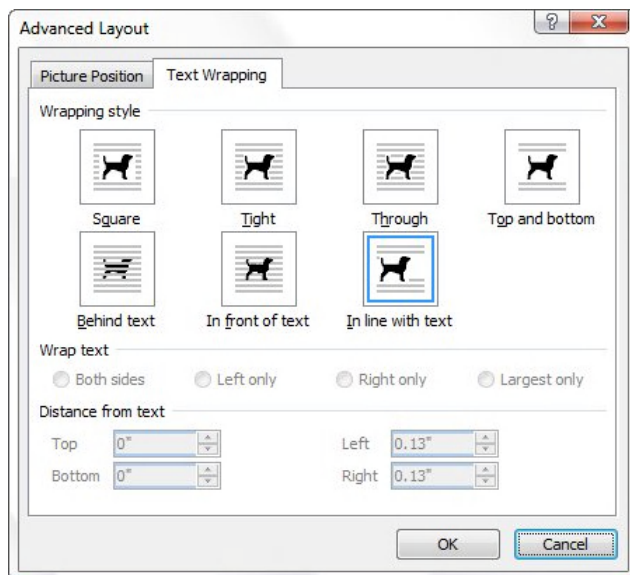 Advanced Layout
Picture Position Text Wrapping
Wrapping style
Square Tight Through Top and bottom
Behind text In front of text In line with text
Wrap text
Both sides Left only Right only Largest only
Distance from text
Top 0" Left 0.13"
Bottom 0" Right 0.13"
OK Cancel